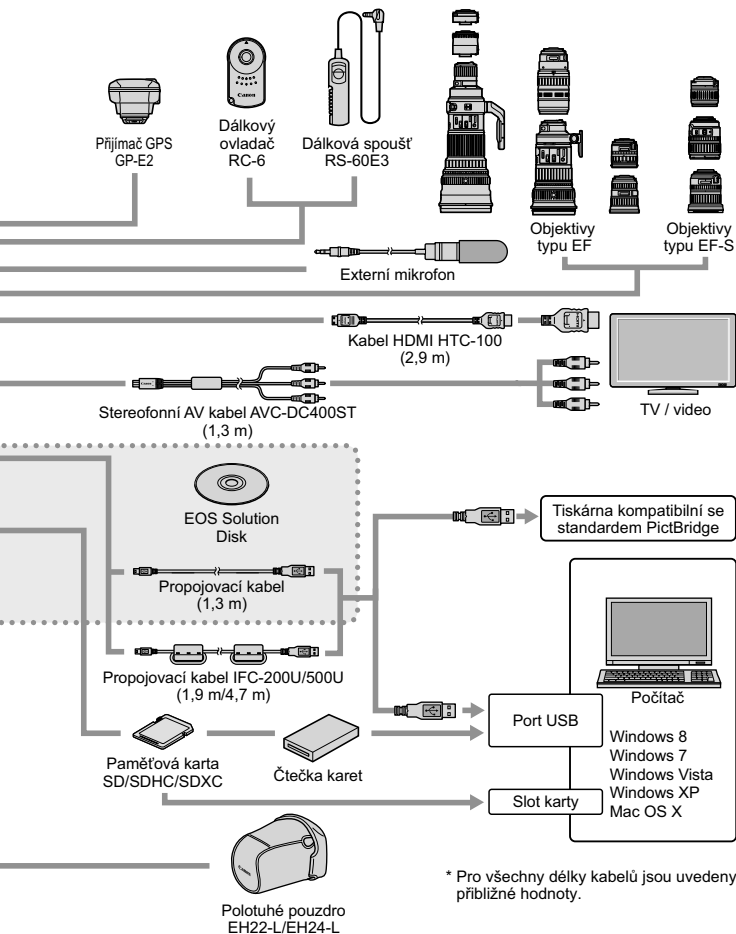 Přijímač GPS
GP-E2
Canon
Dálkový
ovladač
RC-6
Dálková spoušť
RS-60E3
Objektivy
typu EF
Objektivy
typu EF-S
Externí mikrofon
Kabel HDMI HTC-100
(2,9 m)
Stereofonní AV kabel AVC-DC400ST
(1,3 m)
TV / video
EOS Solution
Disk
Propojovací kabel
(1,3 m)
Tiskárna kompatibilní se
standardem PictBridge
Propojovací kabel IFC-200U/500U
(1,9 m/4,7 m)
Počítač
Port USB
Windows 8
Windows 7
Windows Vista
Windows XP
Mac OS X
Paměťová karta
SD/SDHC/SDXC
Čtečka karet
Slot karty
Polotuhé pouzdro
EH22-L/EH24-L
* Pro všechny délky kabelů jsou uvedeny
přibližné hodnoty.